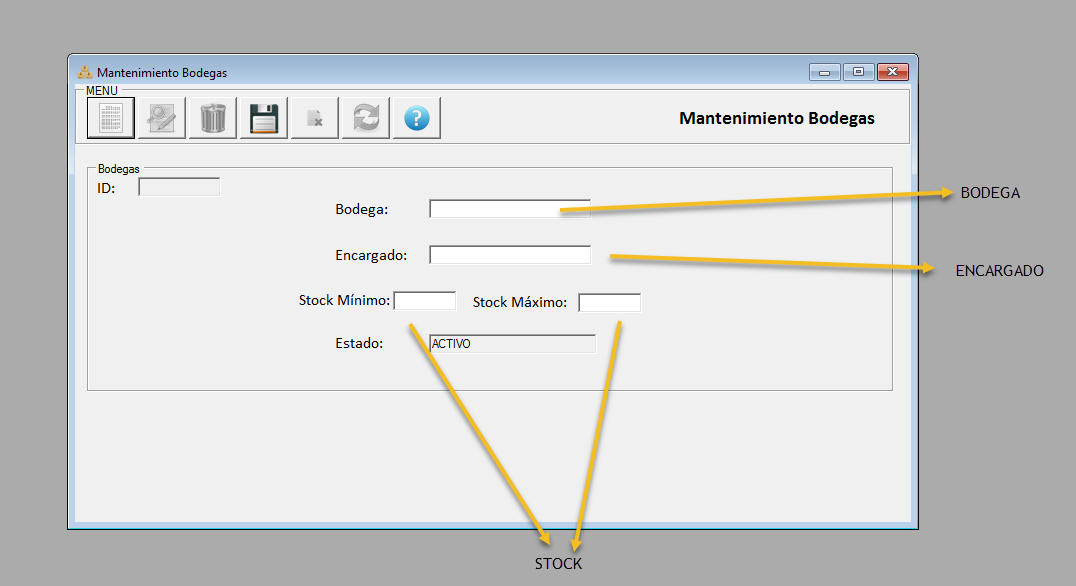 Mantenimiento Bodegas
MENU
?
Mantenimiento Bodegas
Bodegas
ID:
Bodega:
BODEGA
Encargado:
ENCARGADO
Stock Mínimo:
Stock Máximo:
Estado:
ACTIVO
STOCK